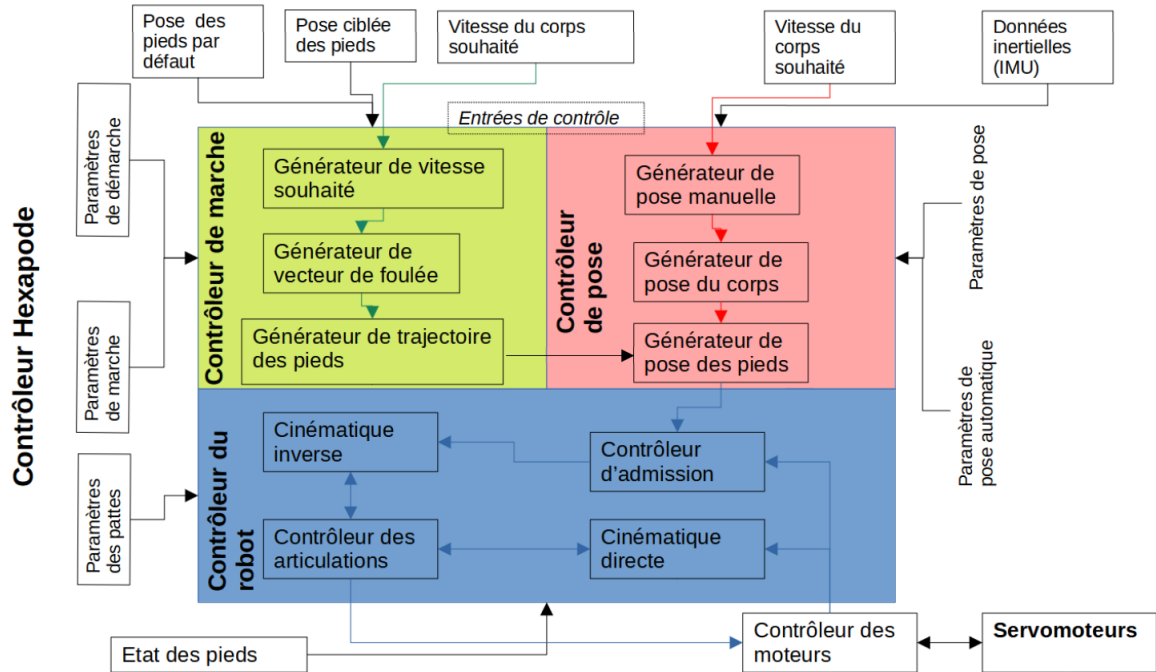 Pose des
pieds par
défaut
Pose ciblée
des pieds
Vitesse du corps
souhaité
Vitesse du
corps
souhaité
Données
inertielles
(IMU)
Entrées de contrôle
Contrôleur Hexapode
Paramètres
de démarche
Paramètres
de marche
Paramètres
des pattes
Contrôleur de marche
Générateur de vitesse
souhaité
Générateur de
vecteur de foulée
Générateur de trajectoire
des pieds
Contrôleur
de pose
Générateur de
pose manuelle
Générateur de
pose du corps
Générateur de
pose des pieds
Paramètres de pose
Paramètres de
pose automatique
Contrôleur du
robot
Cinématique
inverse
Contrôleur
d'admission
Contrôleur des
articulations
Cinématique
directe
Etat des pieds
Contrôleur des
moteurs
Servomoteurs